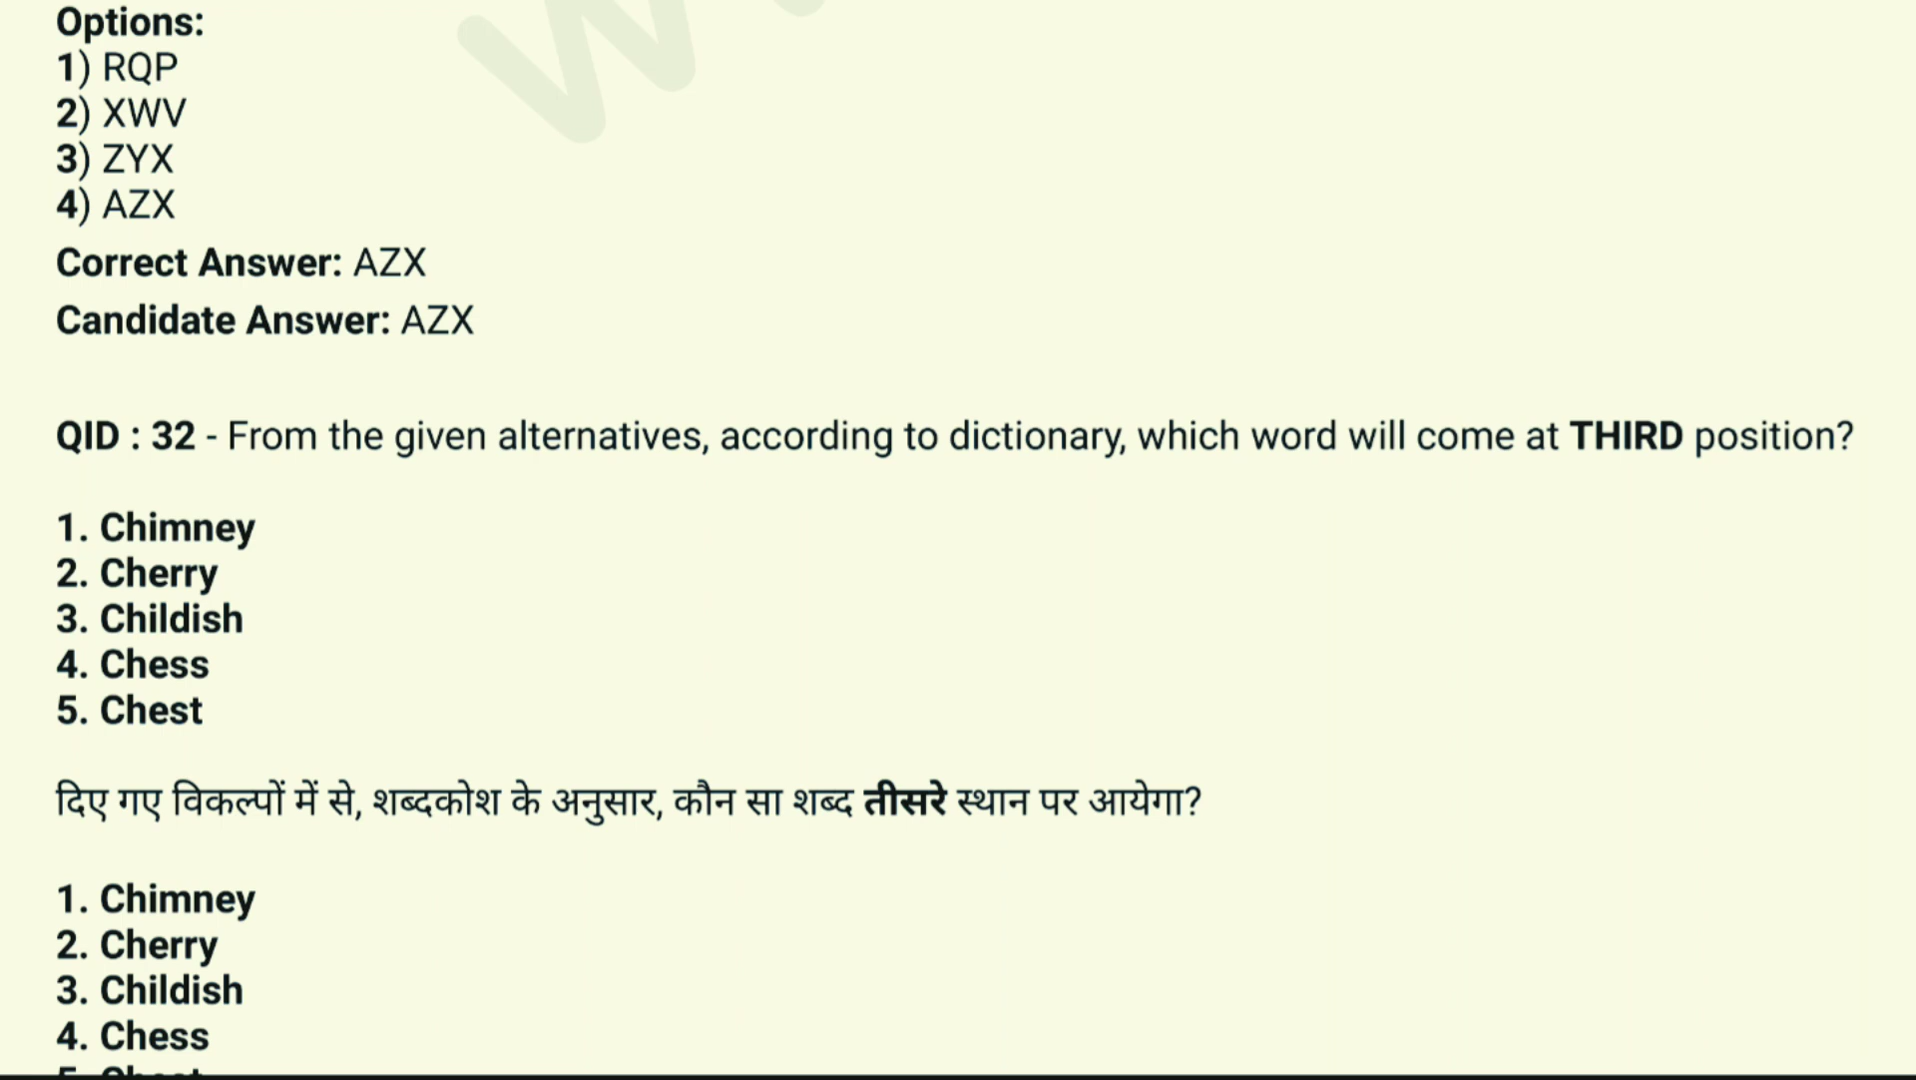 Options:
1) RQP
2) XWV
3) ZYX
4) AZX
Correct Answer: AZX
Candidate Answer: AZX
QID : 32 - From the given alternatives, according to dictionary, which word will come at THIRD position?
1. Chimney
2. Cherry
3. Childish
4. Chess
5. Chest
दिए गए विकल्पों में से, शब्दकोश के अनुसार, कौन सा शब्द तीसरे स्थान पर आयेगा?
1. Chimney
2. Cherry
3. Childish
4. Chess
5. Chest